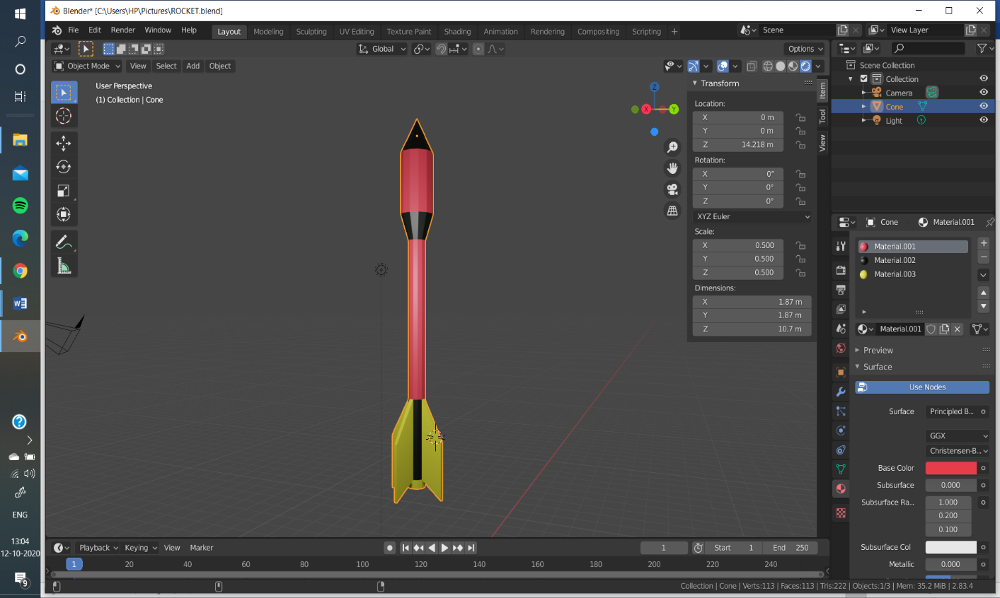 Blender* [C:\Users\HP\Pictures\ROCKET.blend]
File Edit Render Window Help Layout Modeling Sculpting UV Editing Texture Paint Shading Animation Rendering Compositing Scripting + Scene View Layer
Global Options
Object Mode View Select Add Object
User Perspective
(1) Collection | Cone
Z
X Y
Transform
Location:
X 0 m
Y 0 m
Z 14.218 m
Rotation:
X 0°
Y 0°
Z 0°
XYZ Euler
Scale:
X 0.500
Y 0.500
Z 0.500
Dimensions:
X 1.87 m
Y 1.87 m
Z 10.7 m
Item
Tool
View
Scene Collection
Collection
Camera
Cone
Light
Cone Material.001
Material.001
Material.002
Material.003
Material.001
Preview
Surface
Use Nodes
Surface Principled B...
GGX
Christensen-B...
Base Color
Subsurface 0.000
Subsurface Ra... 1.000
0.200
0.100
Subsurface Col
Metallic 0.000
Playback Keying View Marker 1 Start 1 End 250
1 20 40 60 80 100 120 140 160 180 200 220 240
Collection | Cone | Verts:113 | Faces:113 | Tris:222 | Objects:1/3 | Mem: 35.2 MiB | 2.83.4
ENG
13:04
12-10-2020
9